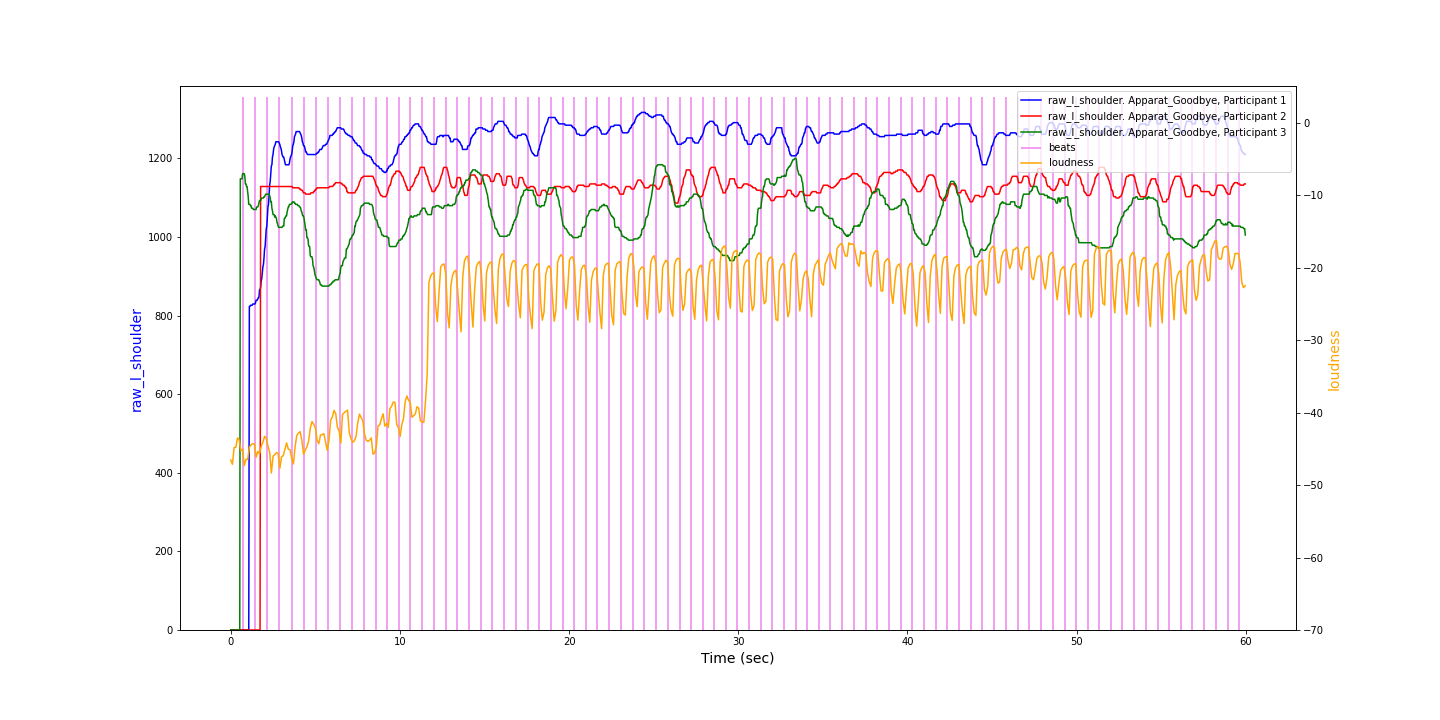 raw_l_shoulder. Apparat_Goodbye, Participant 1
raw_l_shoulder. Apparat_Goodbye, Participant 2
raw_l_shoulder. Apparat_Goodbye, Participant 3
beats
loudness
1200
1000
800
600
400
200
0
raw_l_shoulder
0
−10
−20
−30
−40
−50
−60
−70
loudness
0
10
20
30
40
50
60
Time (sec)